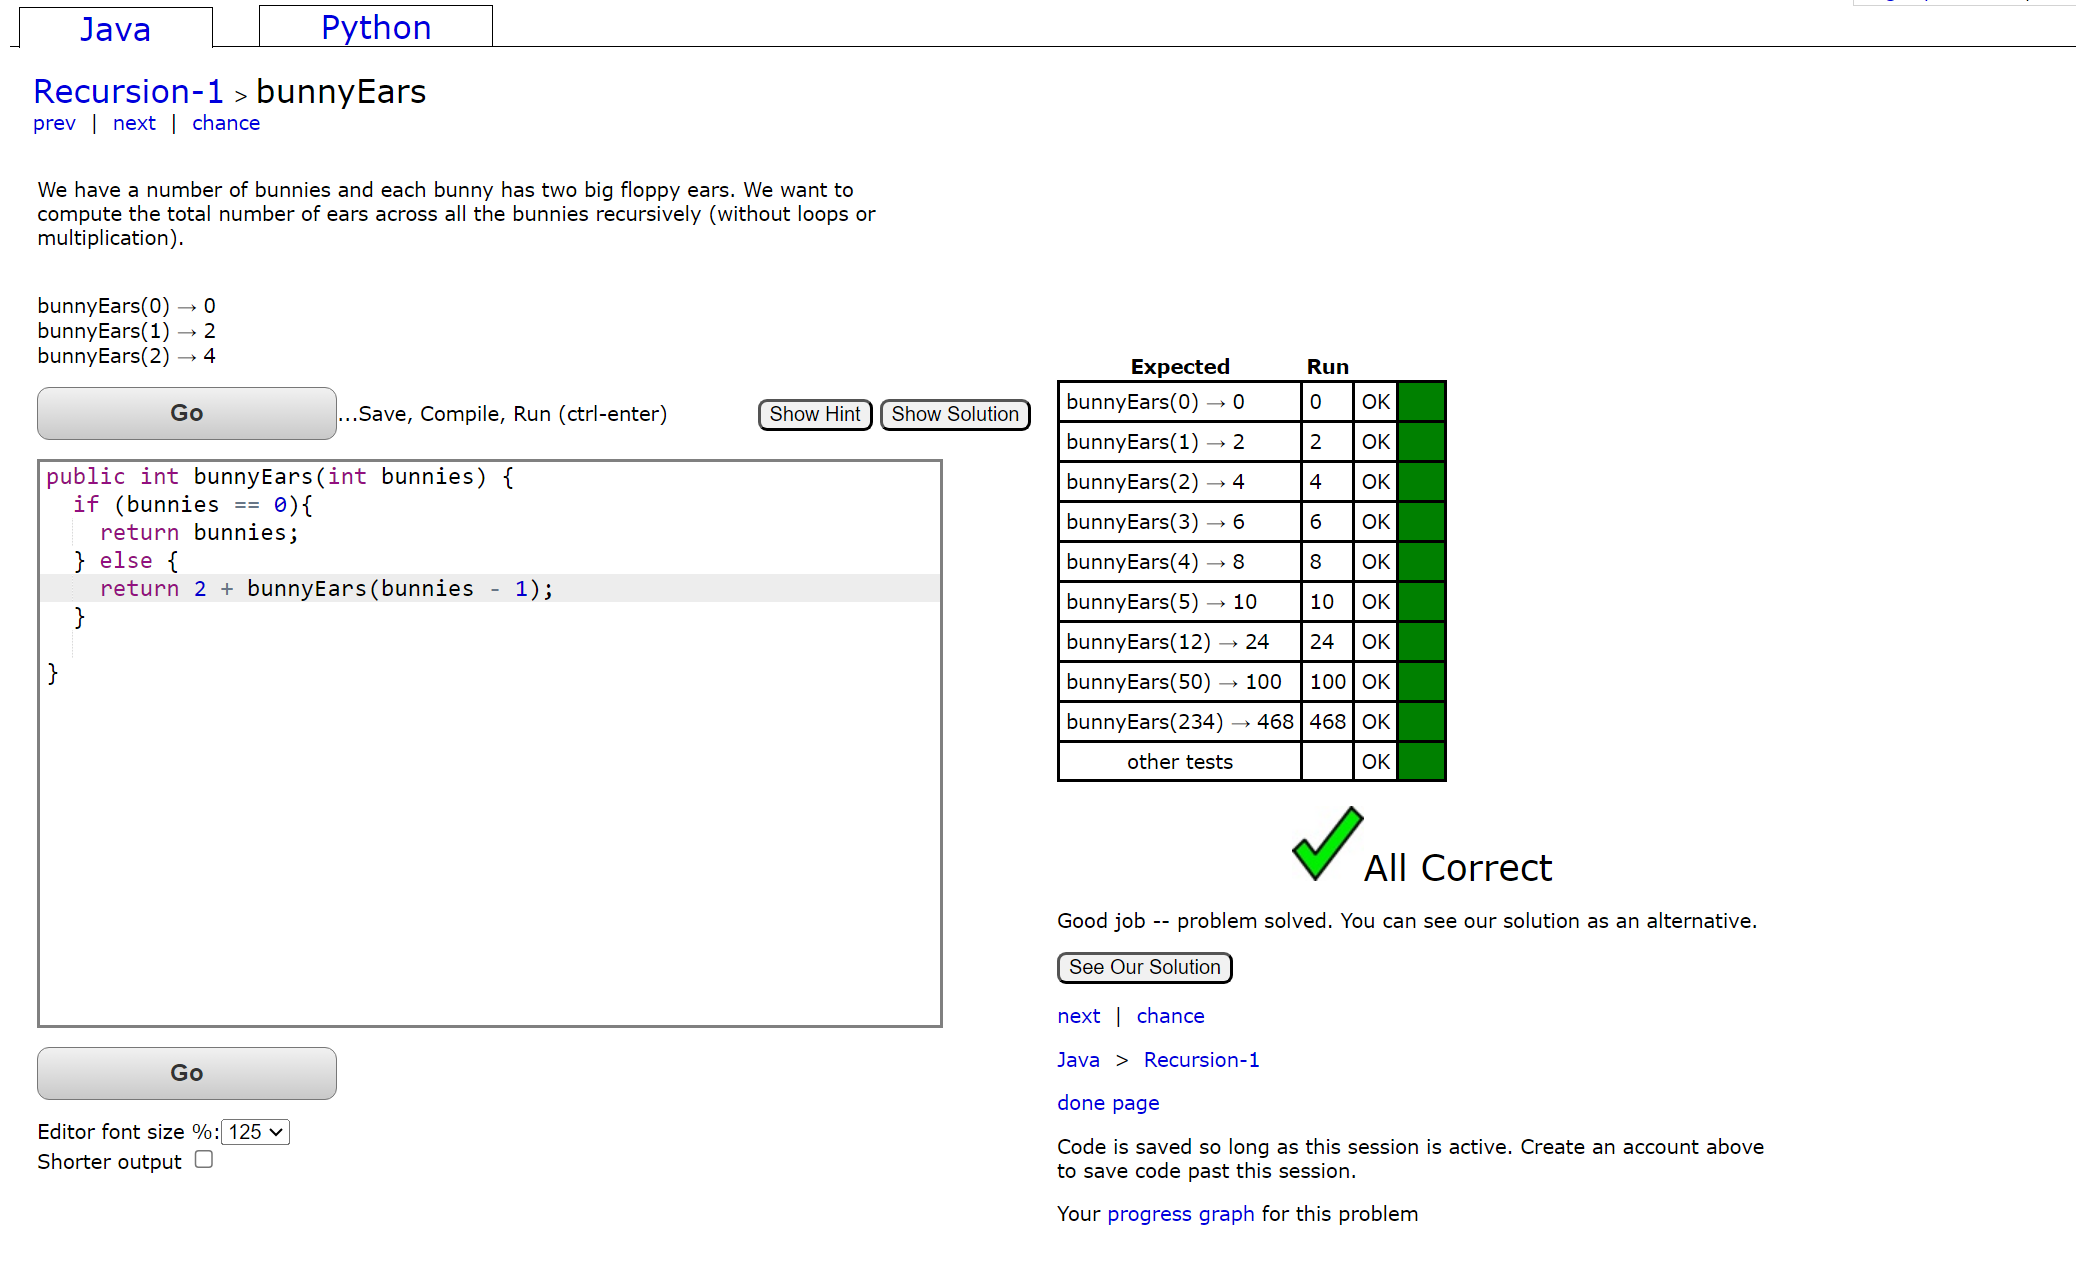 Java
Python
Recursion-1 > bunnyEars
prev | next | chance
We have a number of bunnies and each bunny has two big floppy ears. We want to
compute the total number of ears across all the bunnies recursively (without loops or
multiplication).
bunnyEars(0) → 0
bunnyEars(1) → 2
bunnyEars(2) → 4
Go ...Save, Compile, Run (ctrl-enter) Show Hint Show Solution
public int bunnyEars(int bunnies) {
  if (bunnies == 0){
    return bunnies;
  } else {
    return 2 + bunnyEars(bunnies - 1);
  }
}
Go
Editor font size %: 125
Shorter output
Expected Run
bunnyEars(0) → 0 0 OK
bunnyEars(1) → 2 2 OK
bunnyEars(2) → 4 4 OK
bunnyEars(3) → 6 6 OK
bunnyEars(4) → 8 8 OK
bunnyEars(5) → 10 10 OK
bunnyEars(12) → 24 24 OK
bunnyEars(50) → 100 100 OK
bunnyEars(234) → 468 468 OK
other tests OK
All Correct
Good job -- problem solved. You can see our solution as an alternative.
See Our Solution
next | chance
Java > Recursion-1
done page
Code is saved so long as this session is active. Create an account above
to save code past this session.
Your progress graph for this problem